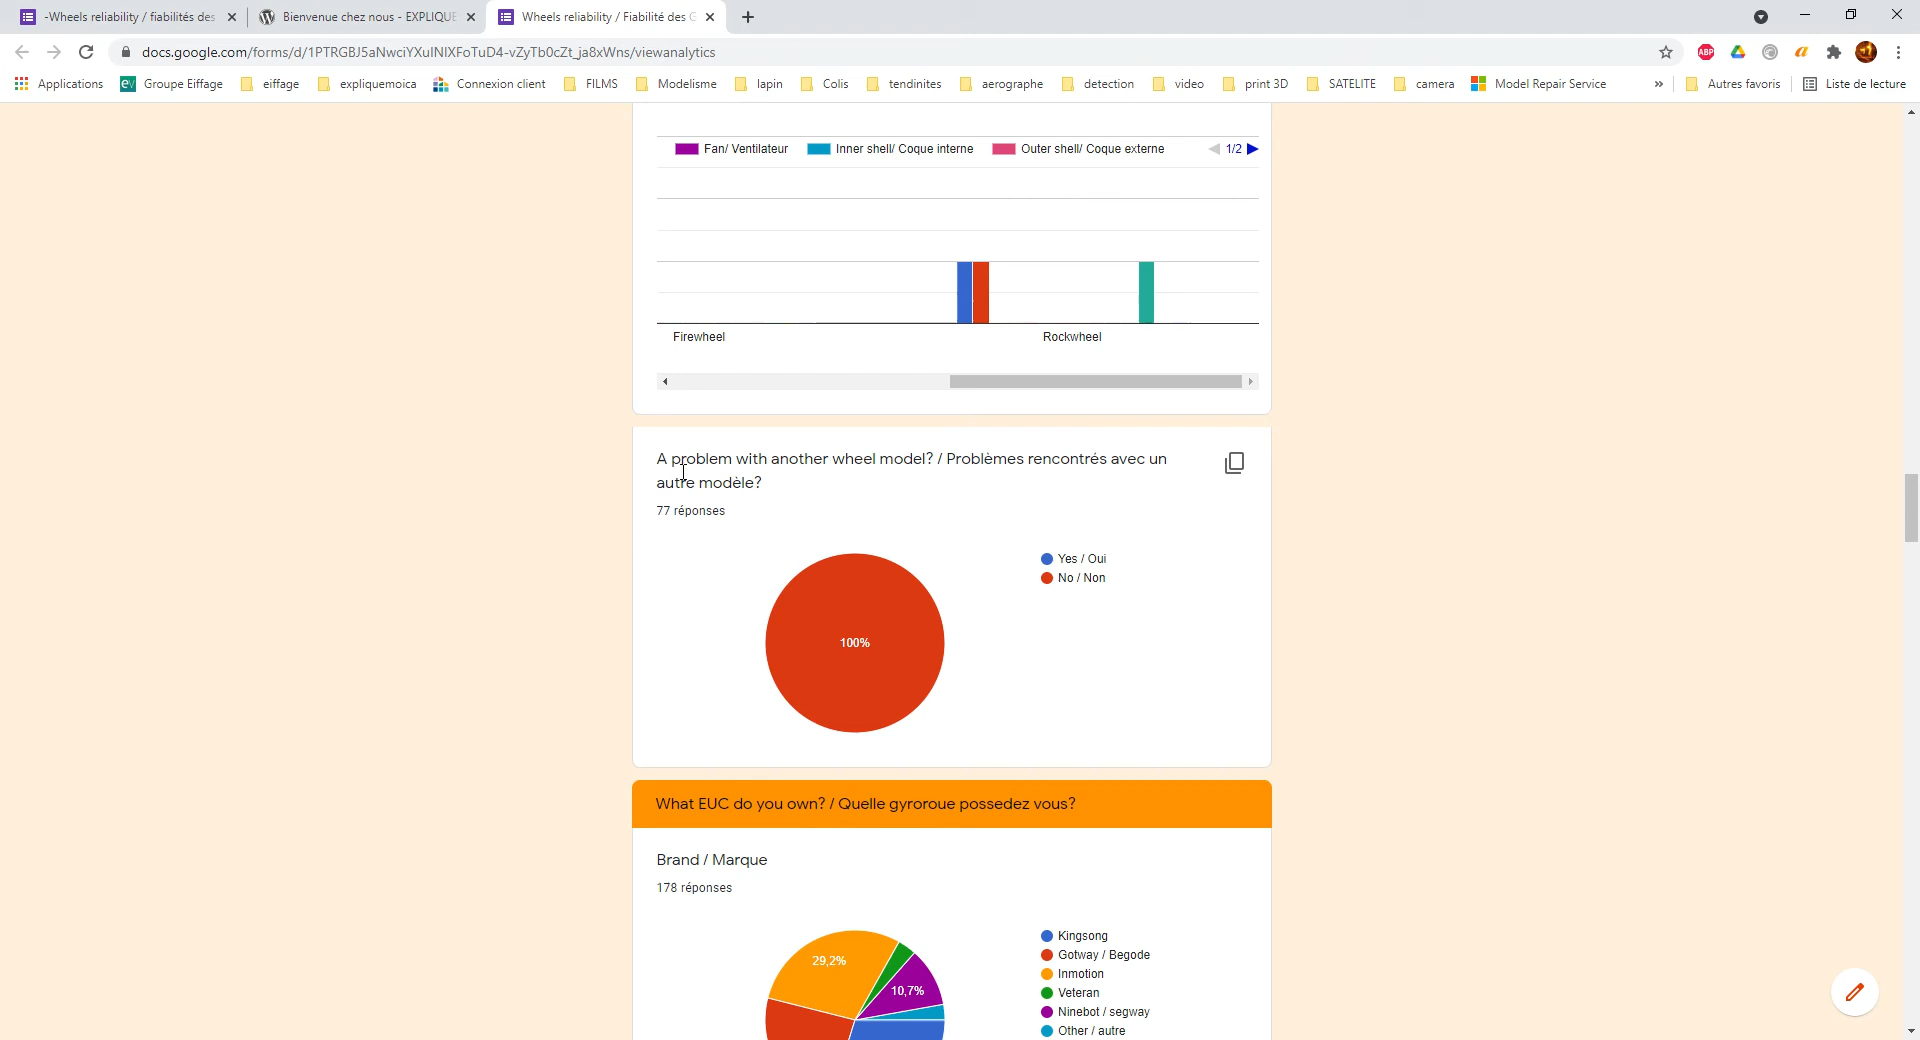 -Wheels reliability / fiabilités des
Bienvenue chez nous - EXPLIQUE
Wheels reliability / Fiabilité des G
docs.google.com/forms/d/1PTRGBJ5aNwciYXuINIXFoTuD4-vZyTb0cZt_ja8xWns/viewanalytics
ABP
Applications
Groupe Eiffage
eiffage
expliquemoica
Connexion client
FILMS
Modelisme
lapin
Colis
tendinites
aerographe
detection
video
print 3D
SATELITE
camera
Model Repair Service
»
Autres favoris
Liste de lecture
Fan/ Ventilateur
Inner shell/ Coque interne
Outer shell/ Coque externe
1/2
Firewheel
Rockwheel
A problem with another wheel model? / Problèmes rencontrés avec un
autre modèle?
77 réponses
Yes / Oui
No / Non
100%
What EUC do you own? / Quelle gyroroue possedez vous?
Brand / Marque
178 réponses
29,2%
10,7%
Kingsong
Gotway / Begode
Inmotion
Veteran
Ninebot / segway
Other / autre